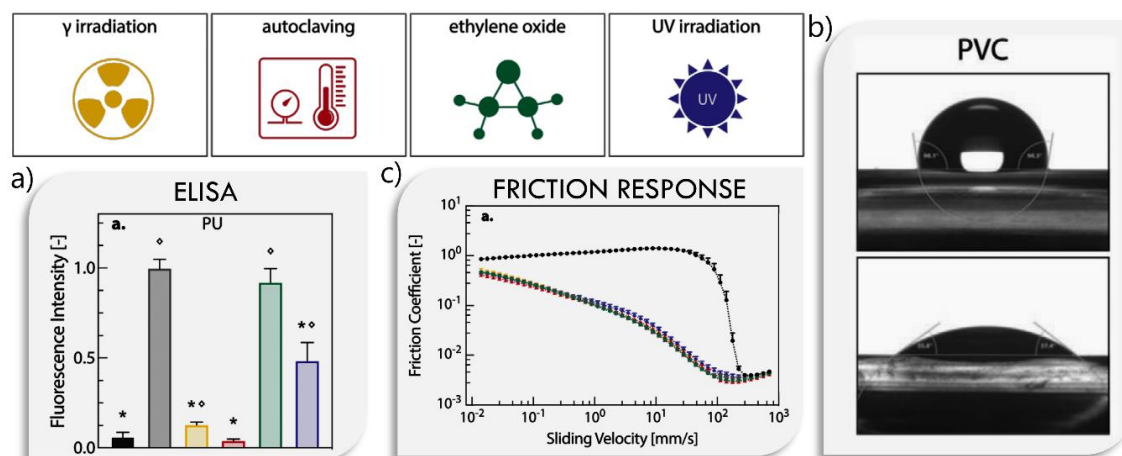 γ irradiation
autoclaving
ethylene oxide
UV irradiation
UV
a)
ELISA
a.
PU
Fluorescence Intensity [-]
1.0
0.5
0.0
* ◇ *◇ * ◇ *◇
c)
FRICTION RESPONSE
a.
Friction Coefficient [-]
10¹
10⁰
10⁻¹
10⁻²
10⁻³
10⁻² 10⁻¹ 10⁰ 10¹ 10² 10³
Sliding Velocity [mm/s]
b)
PVC